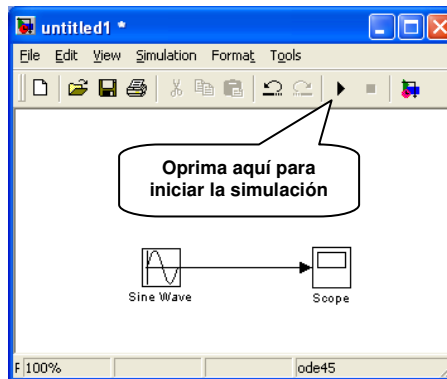 untitled1 *
File Edit View Simulation Format Tools
Oprima aquí para
iniciar la simulación
Sine Wave
Scope
F 100%
ode45